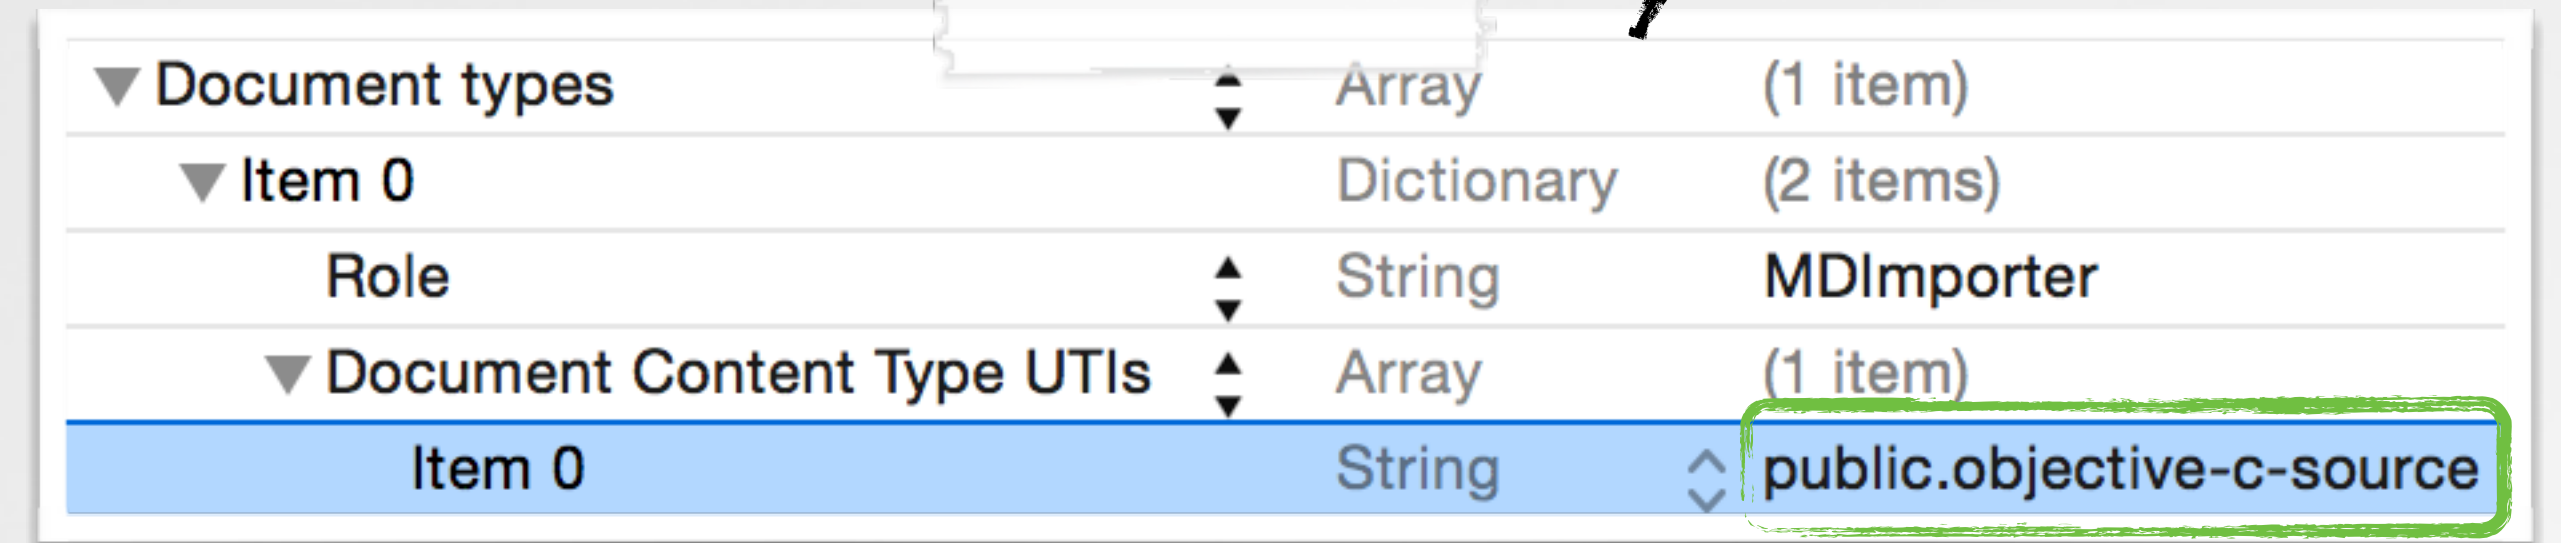 Document types Array (1 item)
Item 0 Dictionary (2 items)
Role String MDImporter
Document Content Type UTIs Array (1 item)
Item 0 String public.objective-c-source